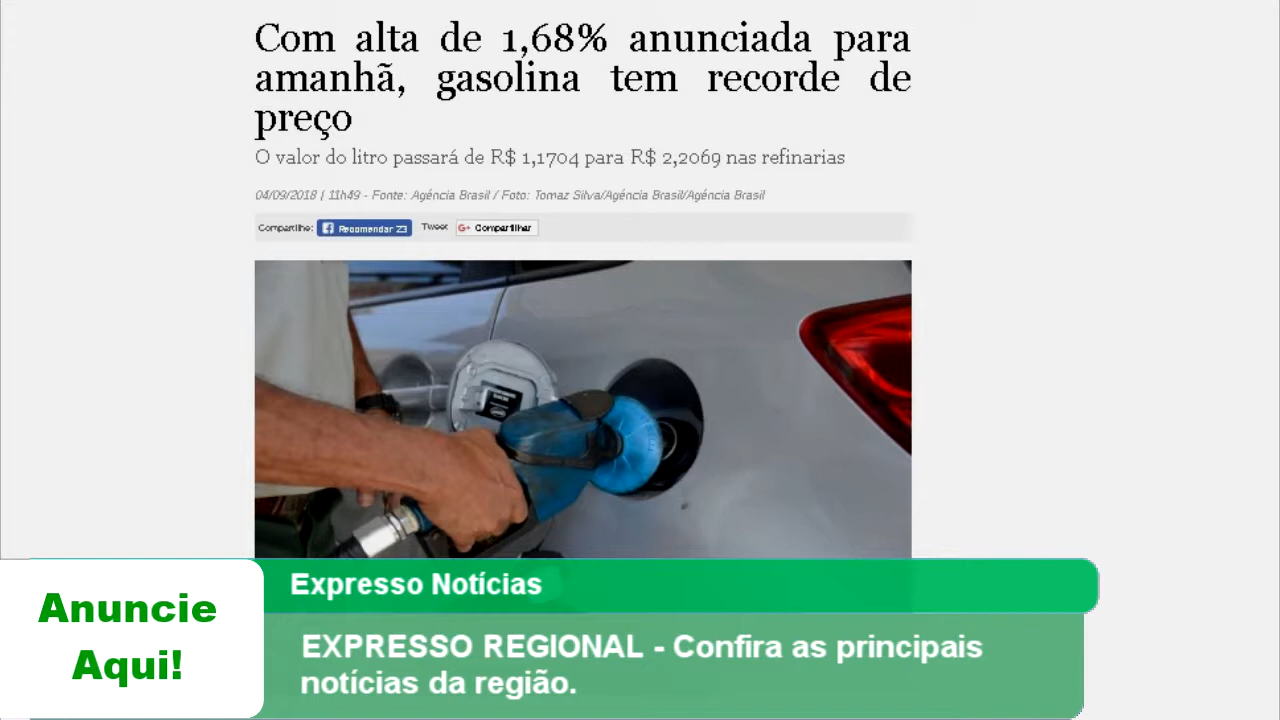 Com alta de 1,68% anunciada para
amanhã, gasolina tem recorde de
preço
O valor do litro passará de R$ 1,1704 para R$ 2,2069 nas refinarias
04/09/2018 | 11h49 - Fonte: Agência Brasil / Foto: Tomaz Silva/Agência Brasil/Agência Brasil
Compartilhe: Recomendar 23 Tweet G+ Compartilhar
Expresso Notícias
Anuncie
Aqui!
EXPRESSO REGIONAL - Confira as principais
notícias da região.